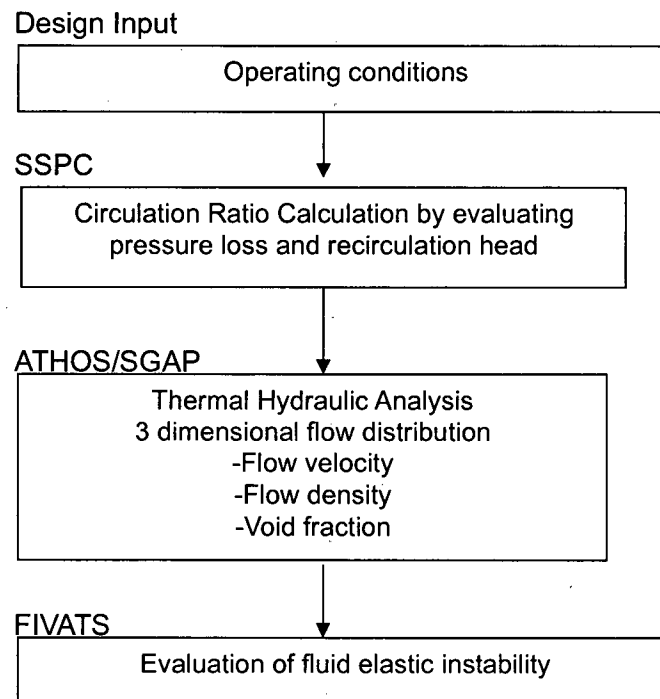 Design Input
Operating conditions
SSPC
Circulation Ratio Calculation by evaluating
pressure loss and recirculation head
ATHOS/SGAP
Thermal Hydraulic Analysis
3 dimensional flow distribution
-Flow velocity
-Flow density
-Void fraction
FIVATS
Evaluation of fluid elastic instability